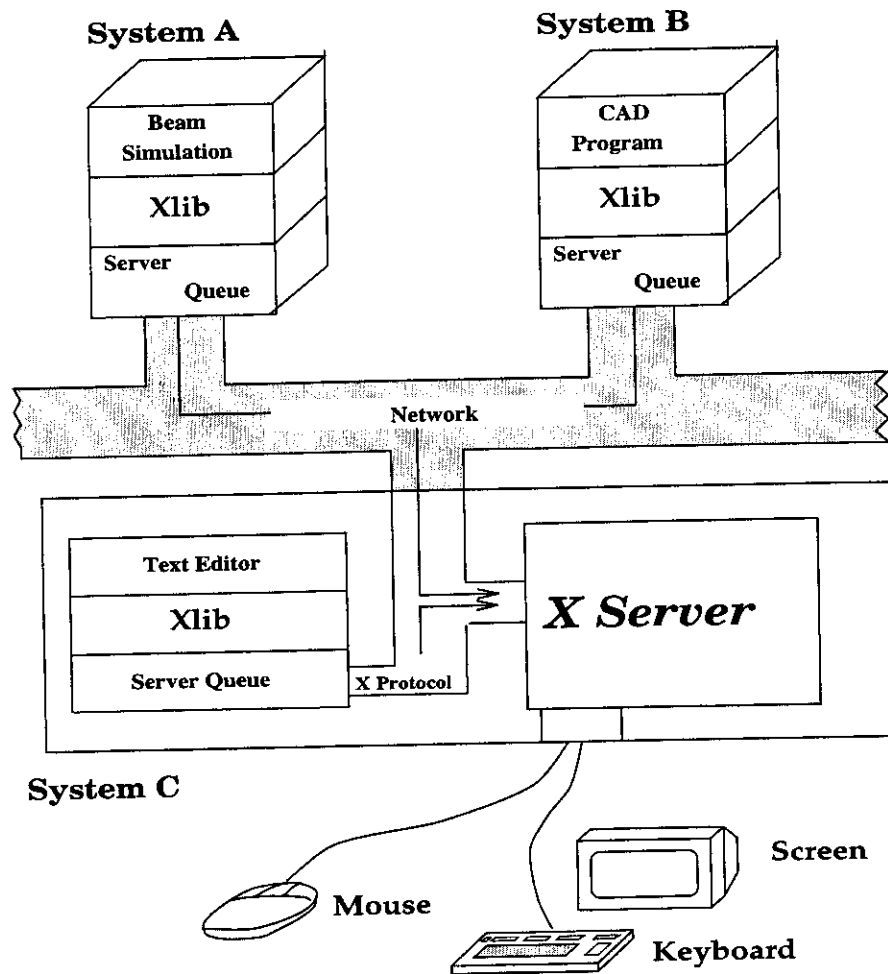 System A
System B
Beam
Simulation
Xlib
Server
Queue
CAD
Program
Xlib
Server
Queue
Network
Text Editor
Xlib
Server Queue
X Protocol
X Server
System C
Mouse
Screen
Keyboard